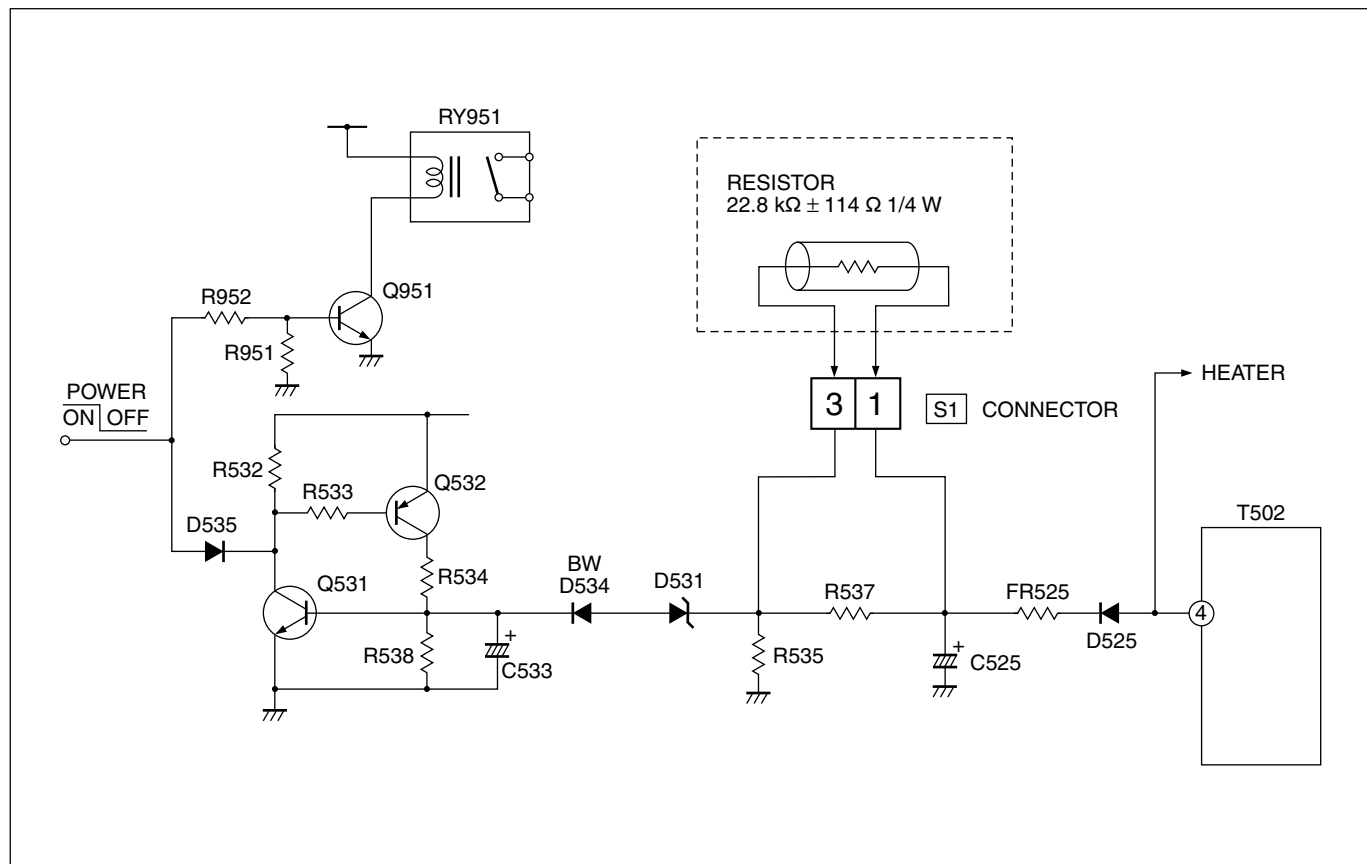 RY951
RESISTOR
22.8 kΩ ± 114 Ω 1/4 W
Q951
R952
R951
HEATER
POWER
ON OFF
3 1
S1 CONNECTOR
R532
R533
Q532
T502
D535
Q531
R534
BW
D534
D531
R537
FR525
4
D525
R538
+
C533
R535
+
C525